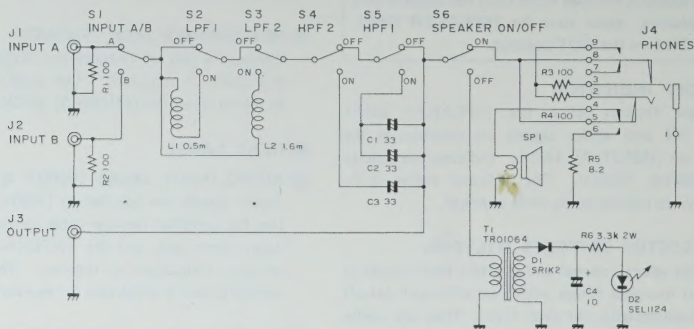 J1
INPUT A
S1
INPUT A/B
S2
LPF1
S3
LPF2
S4
HPF2
S5
HPF1
S6
SPEAKER ON/OFF
J4
PHONES
A
B
OFF
ON
OFF
ON
OFF
ON
OFF
ON
ON
OFF
9
8
7
3
2
4
5
6
1
R1 100
R2 100
R3 100
R4 100
R5
8.2
J2
INPUT B
L1 0.5m
L2 1.6m
C1 33
C2 33
C3 33
SP1
J3
OUTPUT
T1
TR01064
D1
SR1K2
R6 3.3k 2W
+
C4
10
D2
SEL1124